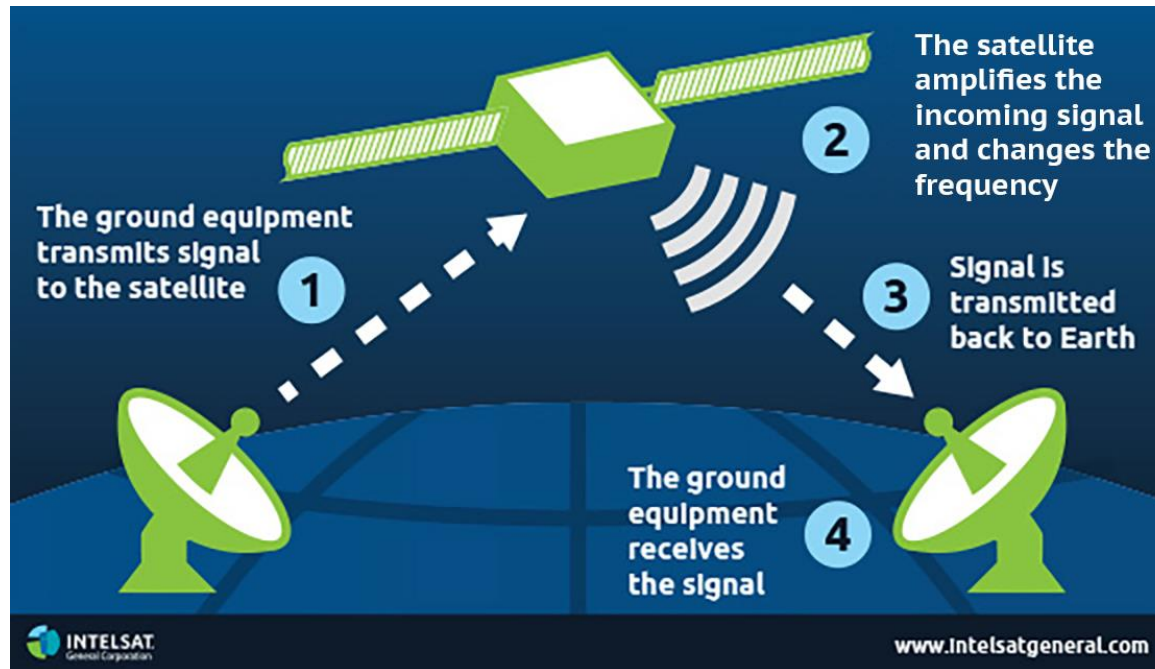 The ground equipment
transmits signal
to the satellite
1
2
The satellite
amplifies the
incoming signal
and changes the
frequency
3
Signal is
transmitted
back to Earth
The ground
equipment
receives
the signal
4
INTELSAT.
General Corporation
www.intelsatgeneral.com